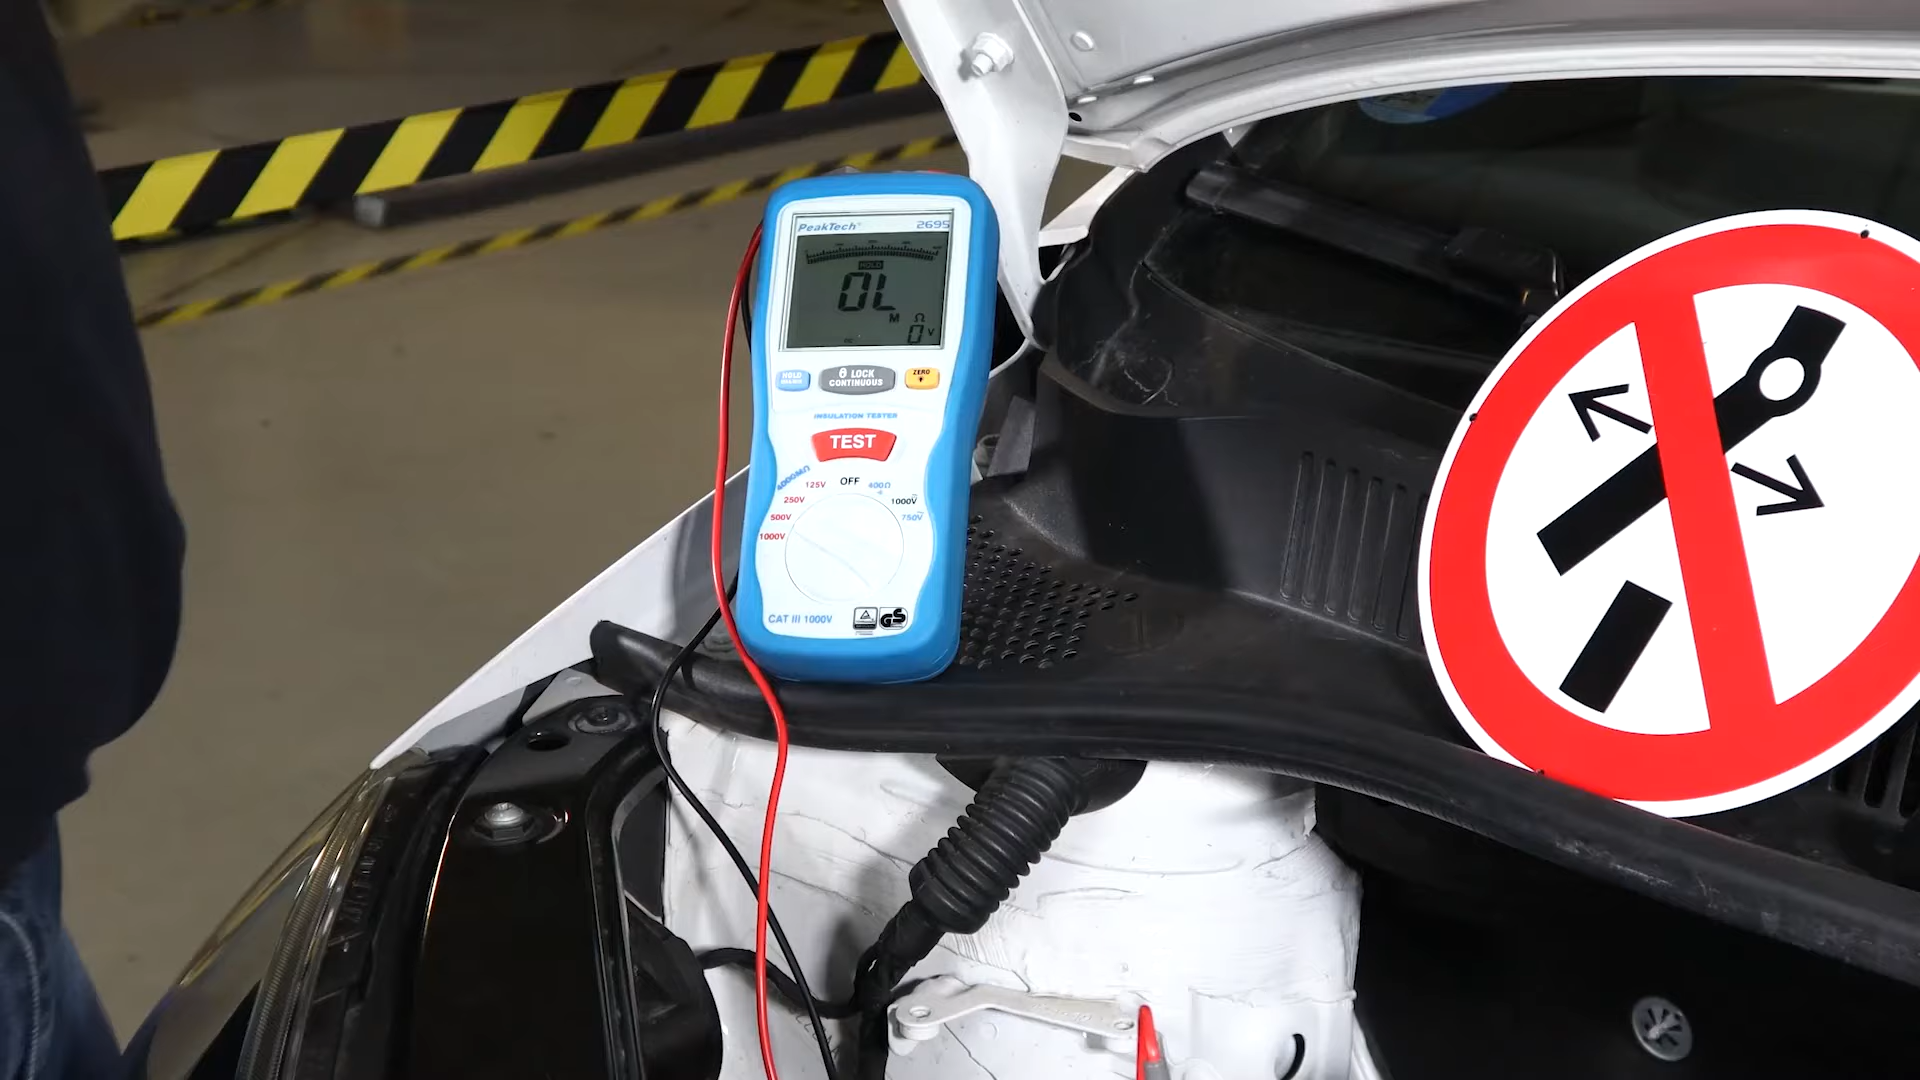 PeakTech® 2695
HOLD
OL
M Ω
0 V
HOLD
LOCK
CONTINUOUS
ZERO
INSULATION TESTER
TEST
4000MΩ
125V
OFF
400Ω
250V
1000V
500V
750V
1000V
CAT III 1000V
GS